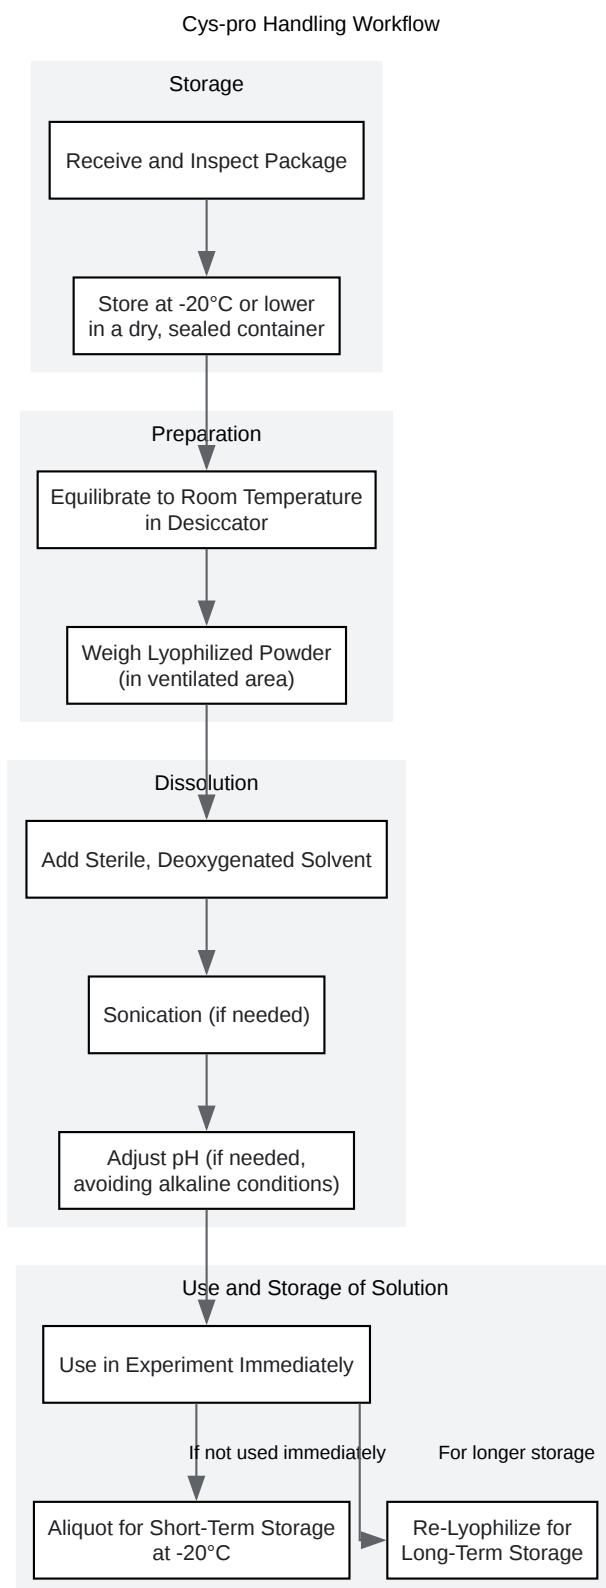 Cys-pro Handling Workflow
Storage
Receive and Inspect Package
Store at -20°C or lower
in a dry, sealed container
Preparation
Equilibrate to Room Temperature
in Desiccator
Weigh Lyophilized Powder
(in ventilated area)
Dissolution
Add Sterile, Deoxygenated Solvent
Sonication (if needed)
Adjust pH (if needed,
avoiding alkaline conditions)
Use and Storage of Solution
Use in Experiment Immediately
If not used immediately
For longer storage
Aliquot for Short-Term Storage
at -20°C
Re-Lyophilize for
Long-Term Storage